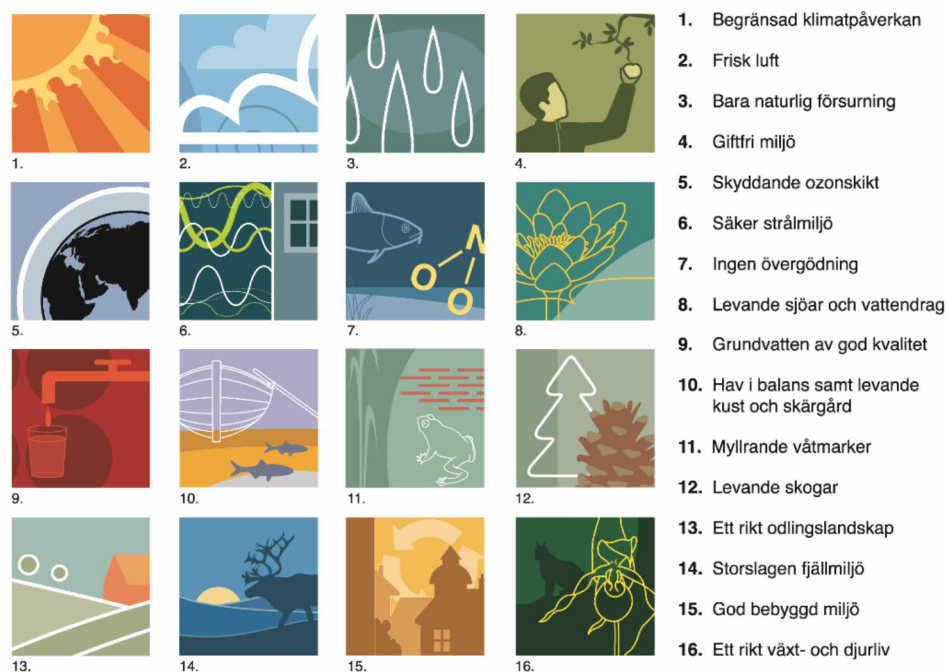 1.
2.
3.
4.
5.
6.
7.
N
O
O
8.
9.
10.
11.
12.
13.
14.
15.
16.
1. Begränsad klimatpåverkan
2. Frisk luft
3. Bara naturlig försurning
4. Giftfri miljö
5. Skyddande ozonskikt
6. Säker strålmiljö
7. Ingen övergödning
8. Levande sjöar och vattendrag
9. Grundvatten av god kvalitet
10. Hav i balans samt levande
kust och skärgård
11. Myllrande våtmarker
12. Levande skogar
13. Ett rikt odlingslandskap
14. Storslagen fjällmiljö
15. God bebyggd miljö
16. Ett rikt växt- och djurliv